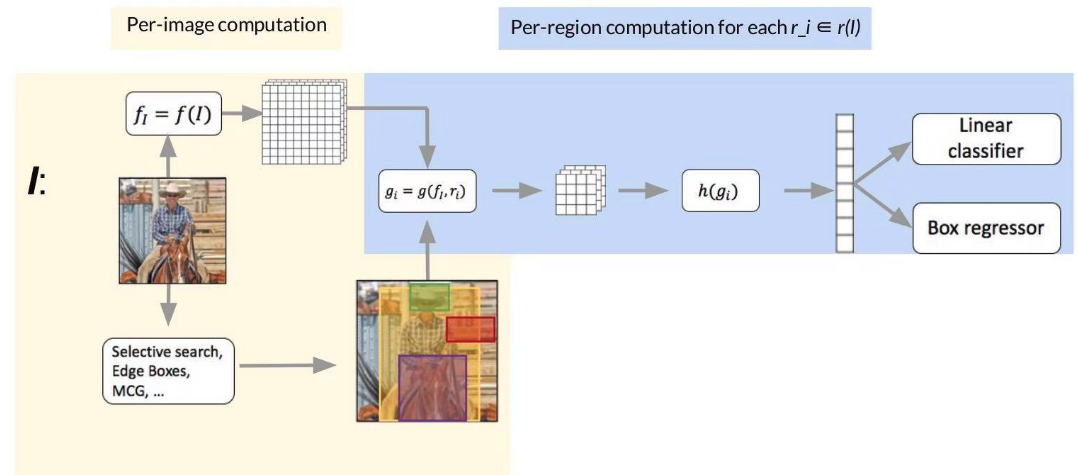 Per-image computation
Per-region computation for each r_i ∈ r(I)
I:
f_I = f(I)
g_i = g(f_I, r_i)
h(g_i)
Linear
classifier
Box regressor
Selective search,
Edge Boxes,
MCG, ...